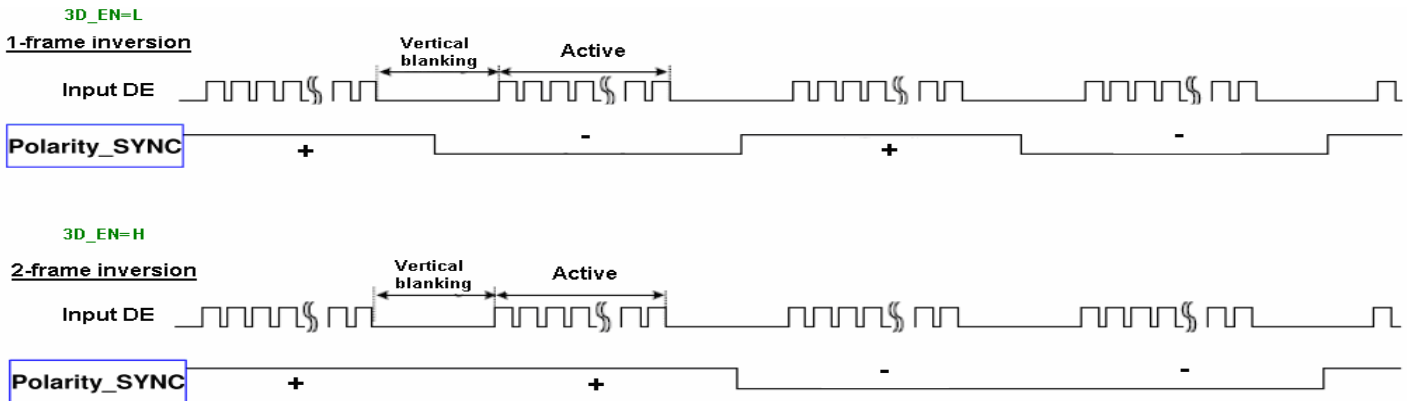 3D_EN=L
1-frame inversion
Vertical
blanking
Active
Input DE
Polarity_SYNC
+
-
+
-
3D_EN=H
2-frame inversion
Vertical
blanking
Active
Input DE
Polarity_SYNC
+
+
-
-